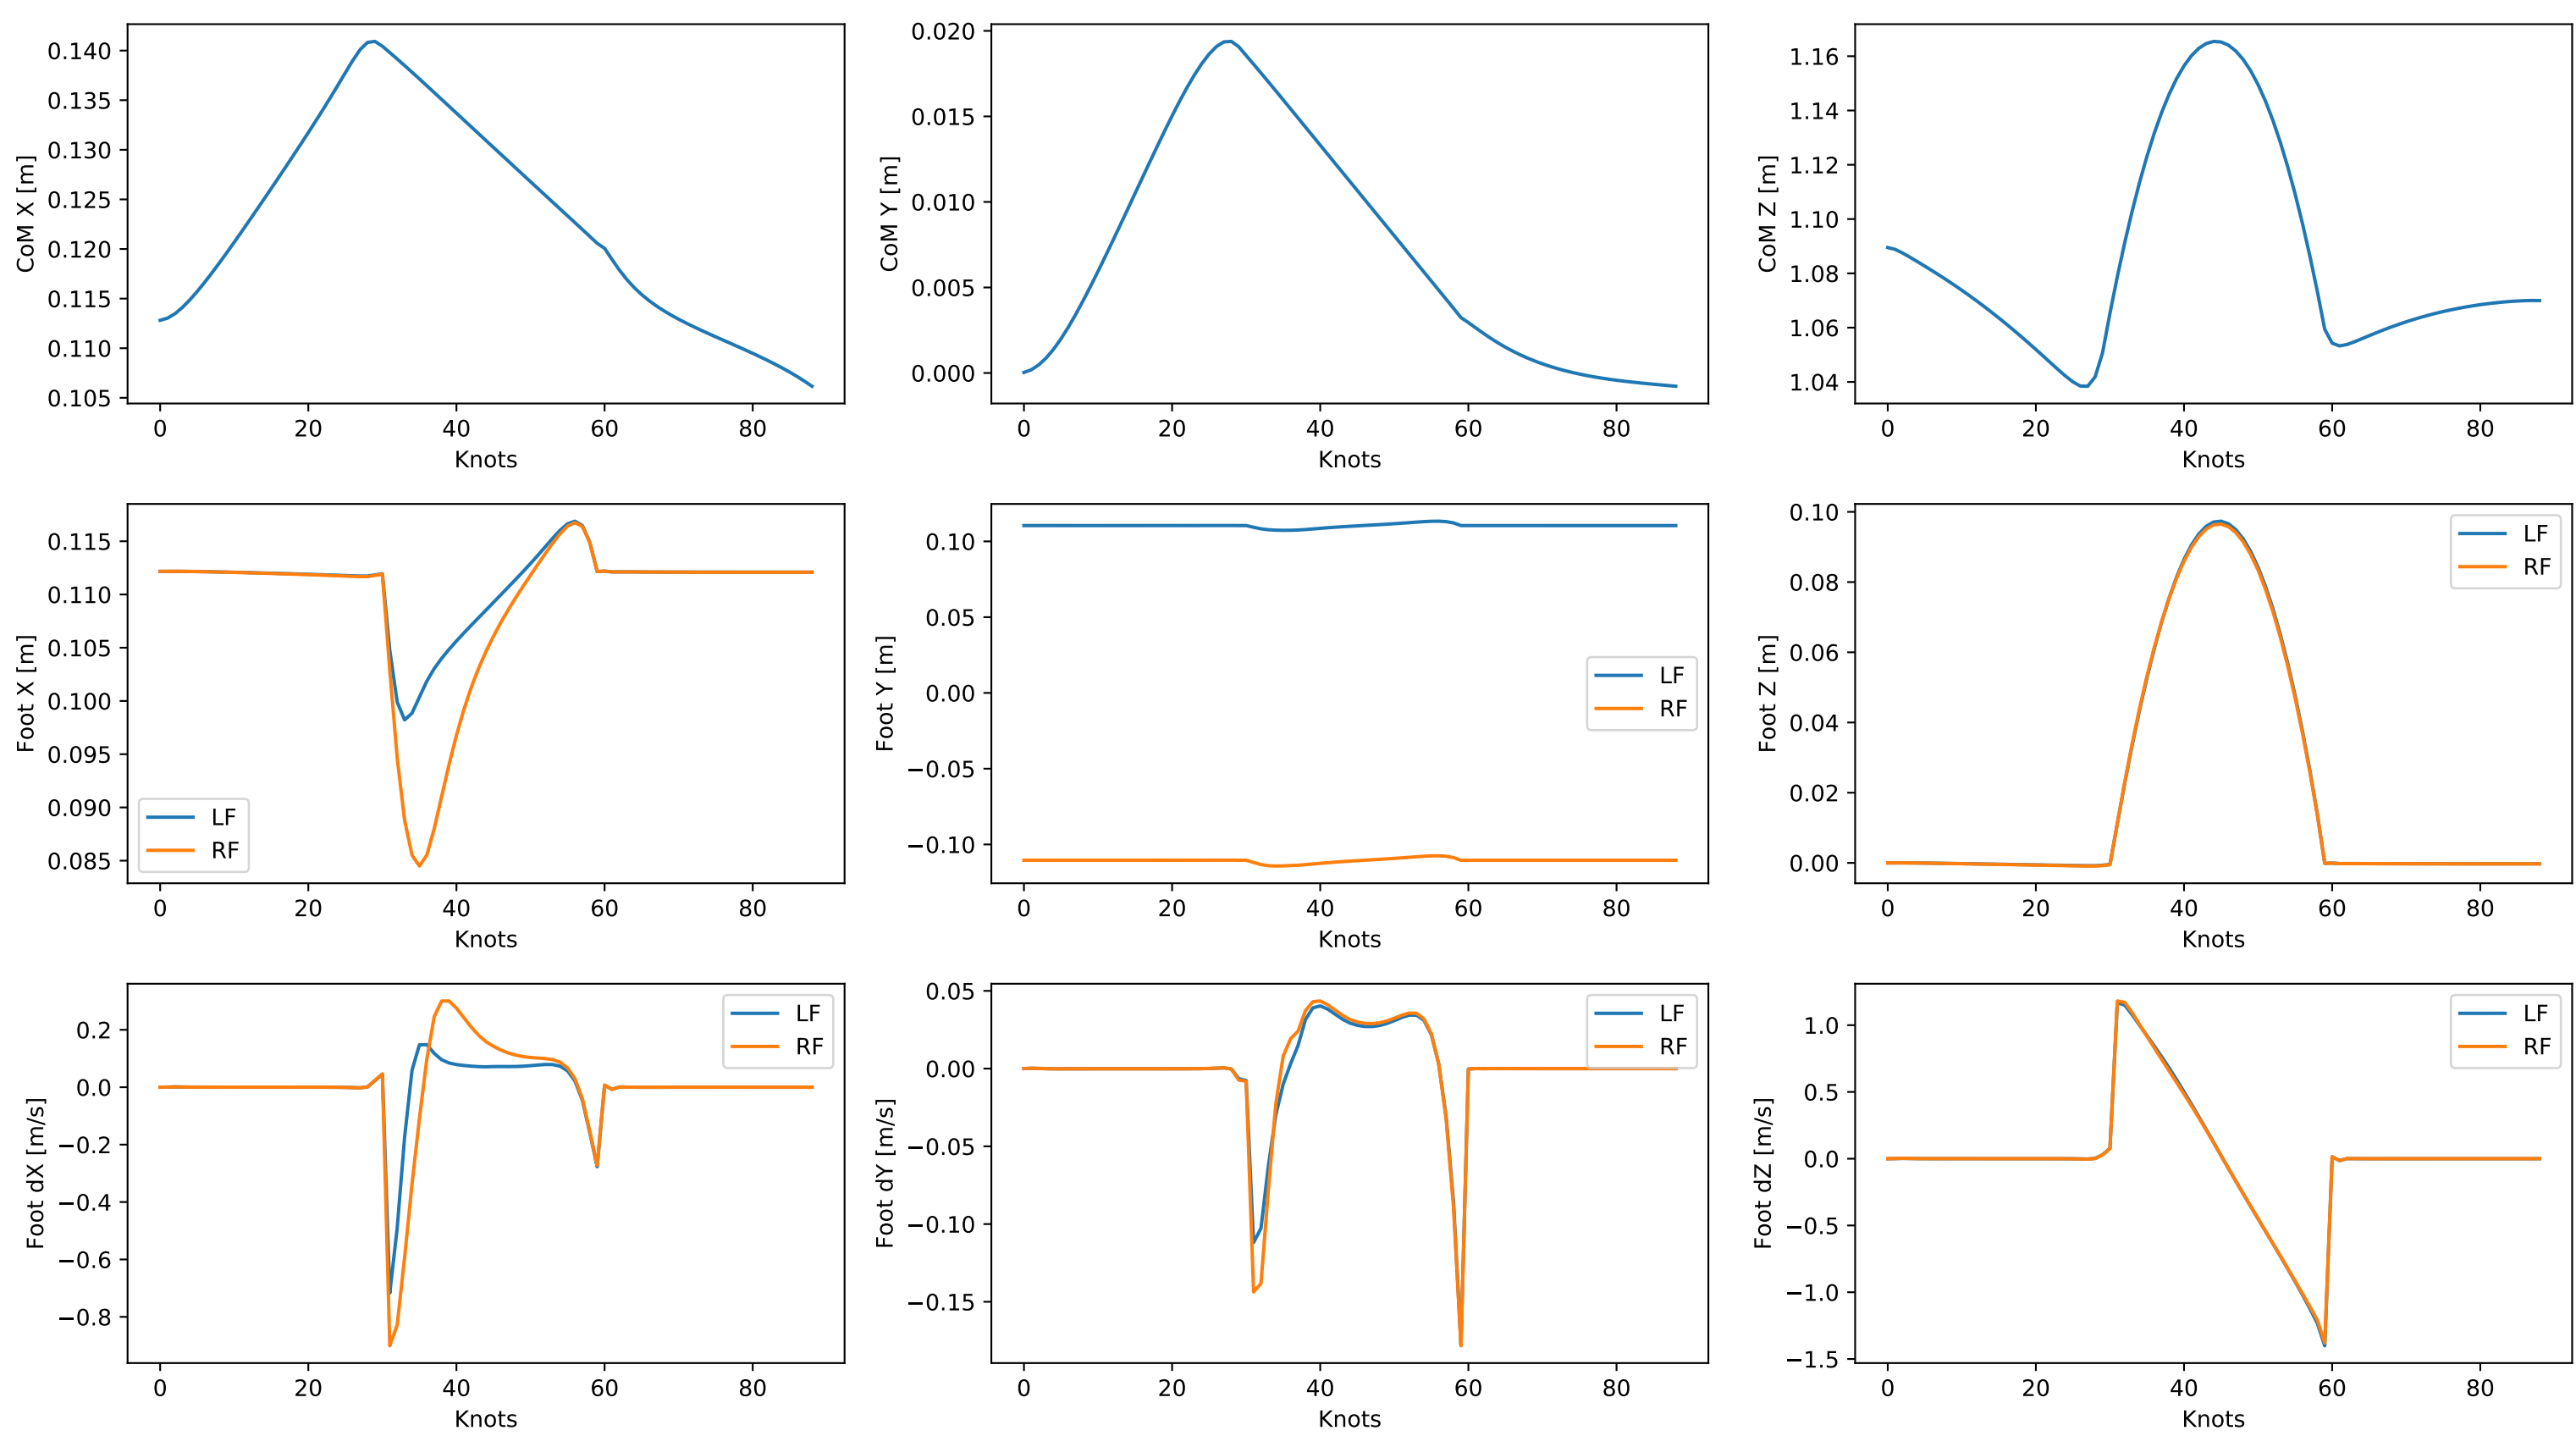 CoM X [m]
0.140
0.135
0.130
0.125
0.120
0.115
0.110
0.105
0 20 40 60 80
Knots
CoM Y [m]
0.020
0.015
0.010
0.005
0.000
0 20 40 60 80
Knots
CoM Z [m]
1.16
1.14
1.12
1.10
1.08
1.06
1.04
0 20 40 60 80
Knots
Foot X [m]
0.115
0.110
0.105
0.100
0.095
0.090
0.085
LF
RF
0 20 40 60 80
Knots
Foot Y [m]
0.10
0.05
0.00
−0.05
−0.10
LF
RF
0 20 40 60 80
Knots
Foot Z [m]
0.10
0.08
0.06
0.04
0.02
0.00
LF
RF
0 20 40 60 80
Knots
Foot dX [m/s]
0.2
0.0
−0.2
−0.4
−0.6
−0.8
LF
RF
0 20 40 60 80
Knots
Foot dY [m/s]
0.05
0.00
−0.05
−0.10
−0.15
LF
RF
0 20 40 60 80
Knots
Foot dZ [m/s]
1.0
0.5
0.0
−0.5
−1.0
−1.5
LF
RF
0 20 40 60 80
Knots